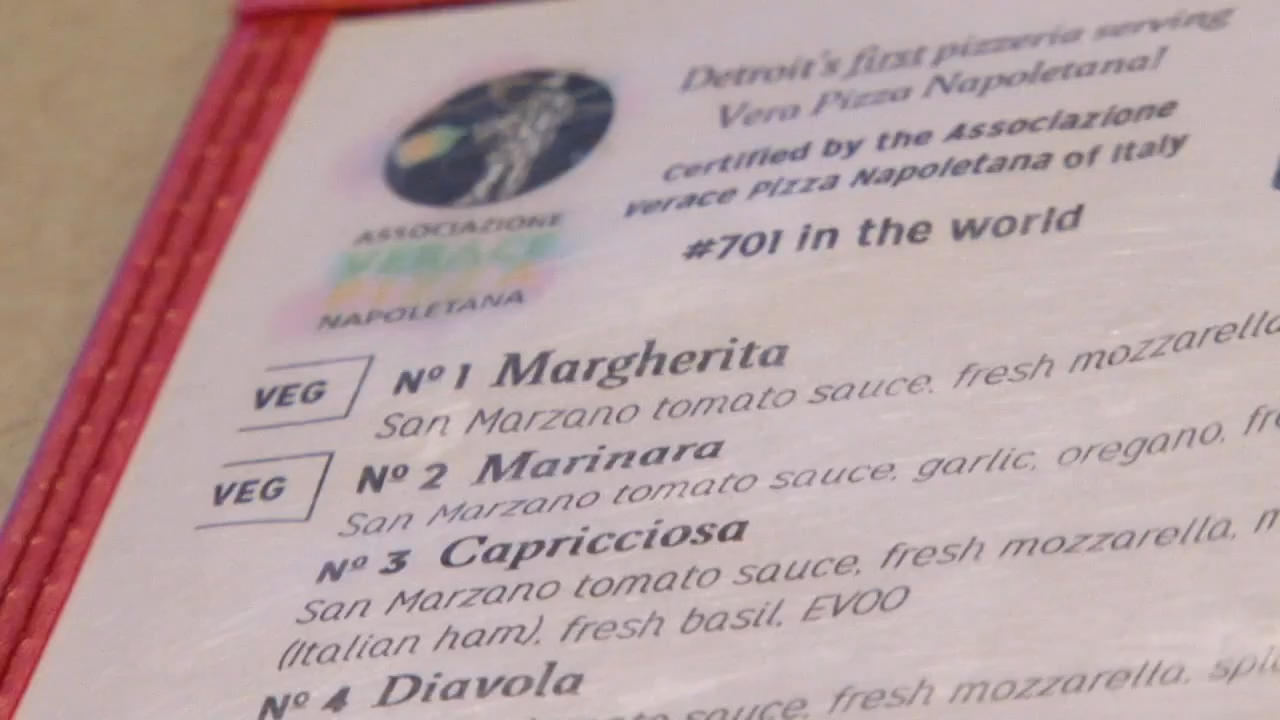 Detroit's first pizzeria serving
Vera Pizza Napoletana!
Certified by the Associazione
Verace Pizza Napoletana of Italy
#701 in the world
ASSOCIAZIONE
VERACE
PIZZA
NAPOLETANA
VEG Nº 1 Margherita
San Marzano tomato sauce, fresh mozzarella
VEG Nº 2 Marinara
San Marzano tomato sauce, garlic, oregano,
Nº 3 Capricciosa
San Marzano tomato sauce, fresh mozzarella,
(Italian ham), fresh basil, EVOO
Nº 4 Diavola
sauce, fresh mozzarella,